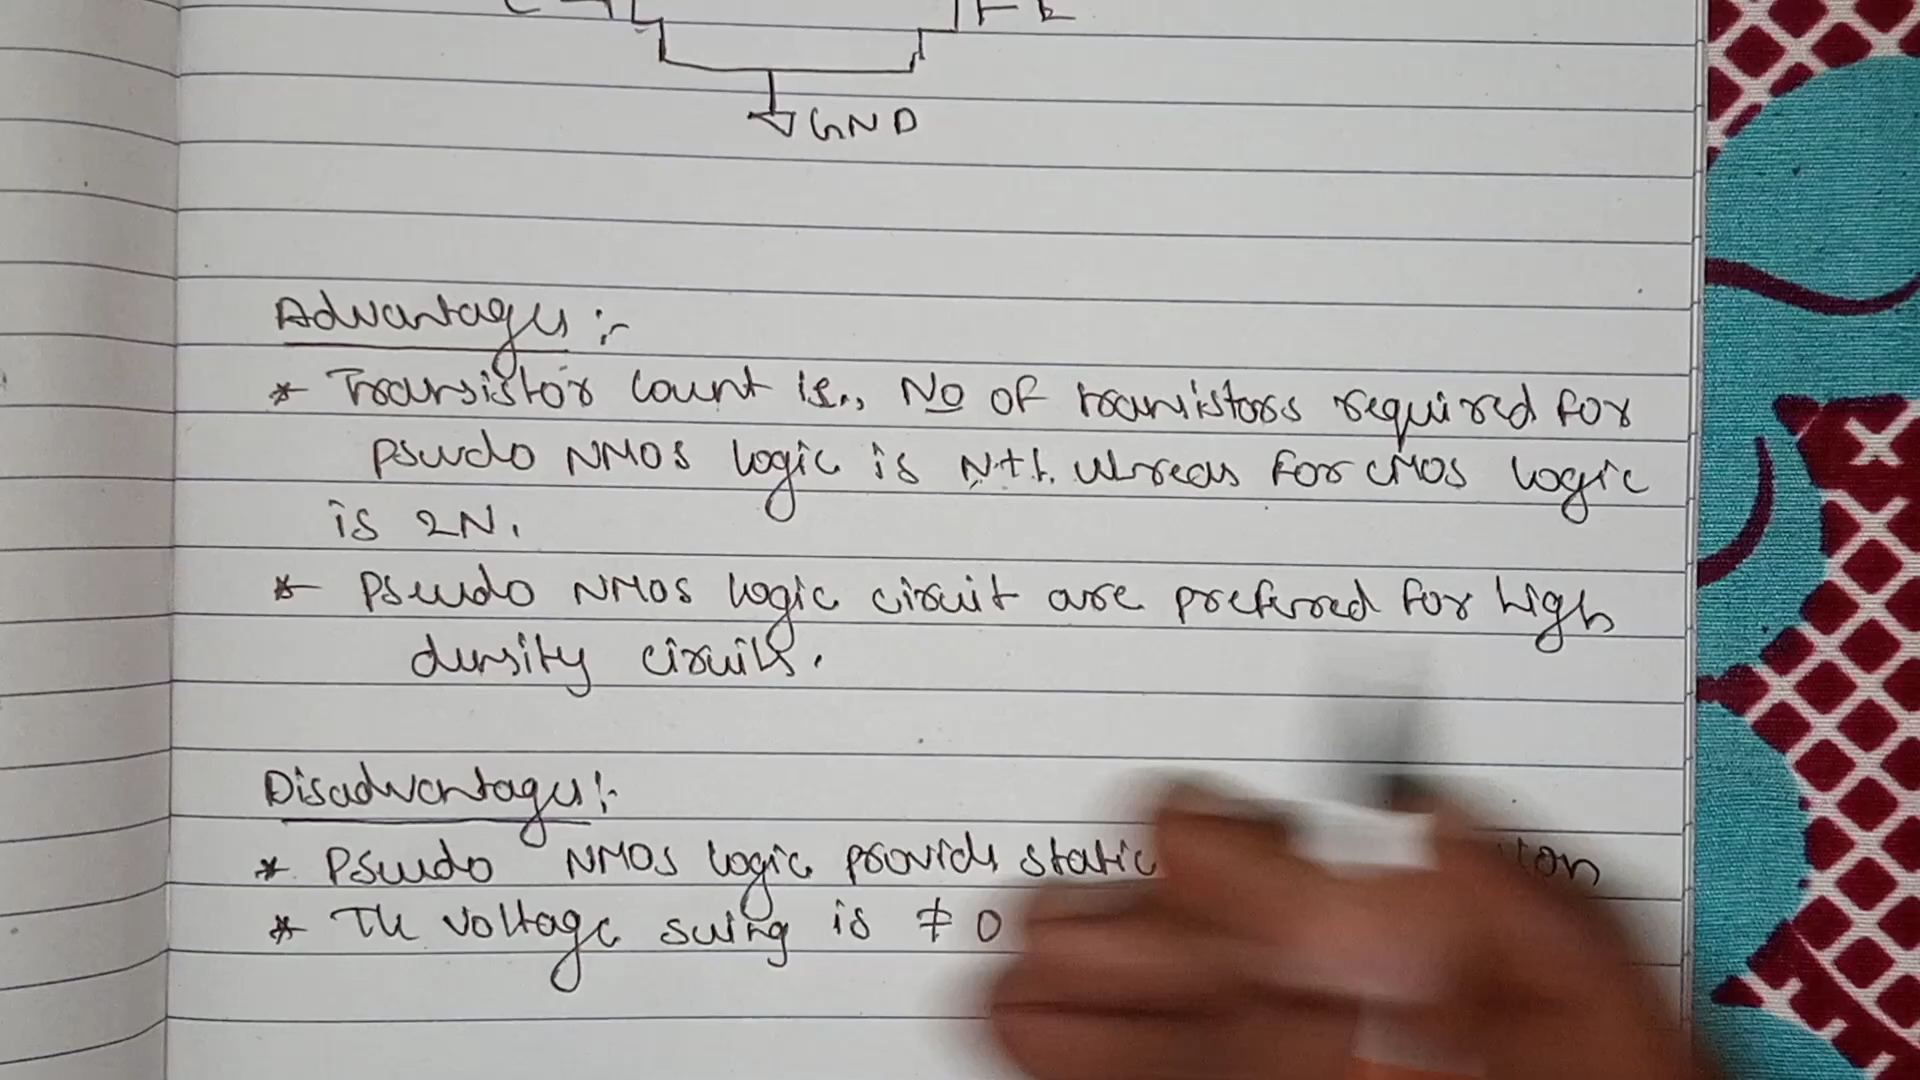 GND
Advantages :-
* Transistor count ie., No of transistors required for
psudo NMOS logic is N+1. whereas for CMOS logic
is 2N.
* Pseudo NMOS logic circuit are preferred for high
density circuits.
Disadvantages:-
* Pseudo NMOS logic provides static
* The voltage swing is ≠ 0